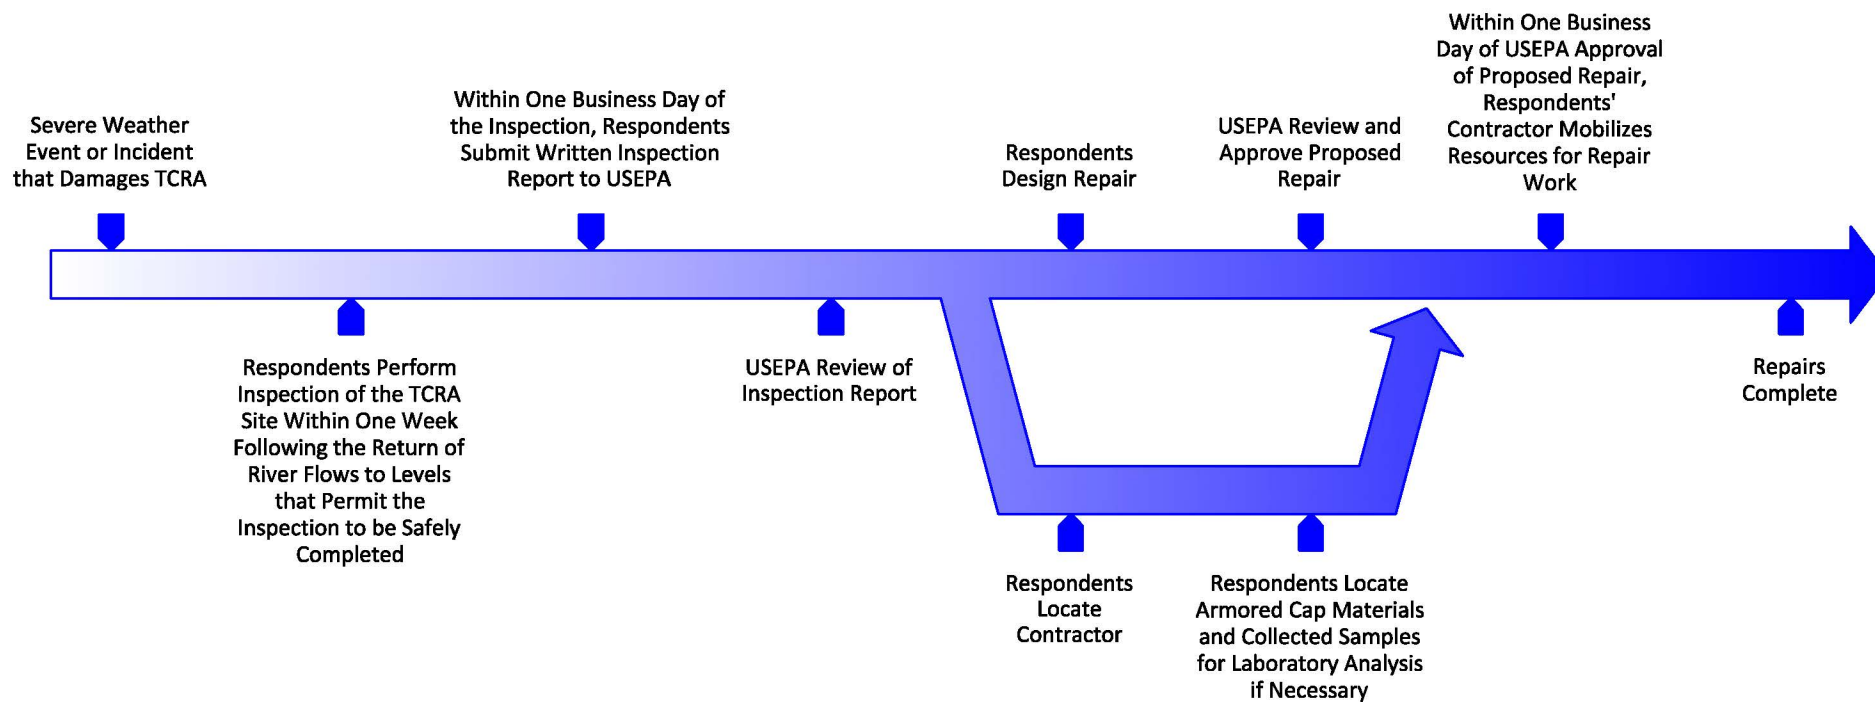 Severe Weather
Event or Incident
that Damages TCRA
Respondents Perform
Inspection of the TCRA
Site Within One Week
Following the Return of
River Flows to Levels
that Permit the
Inspection to be Safely
Completed
Within One Business Day of
the Inspection, Respondents
Submit Written Inspection
Report to USEPA
USEPA Review of
Inspection Report
Respondents
Design Repair
Respondents
Locate
Contractor
USEPA Review and
Approve Proposed
Repair
Respondents Locate
Armored Cap Materials
and Collected Samples
for Laboratory Analysis
if Necessary
Within One Business
Day of USEPA Approval
of Proposed Repair,
Respondents'
Contractor Mobilizes
Resources for Repair
Work
Repairs
Complete